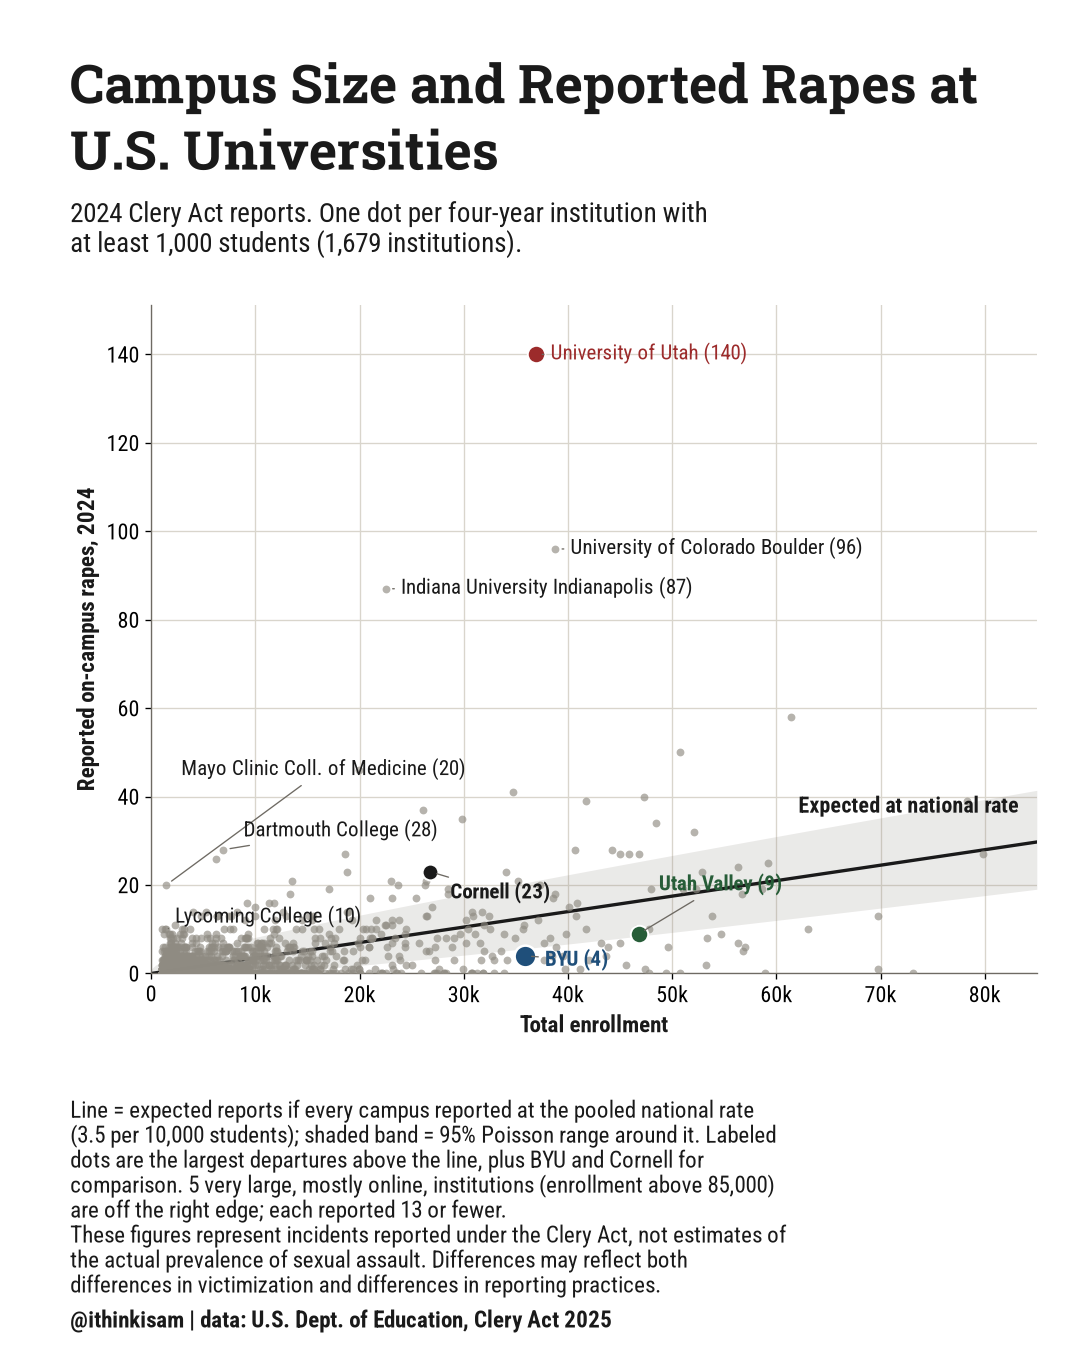 Campus Size and Reported Rapes at
U.S. Universities
2024 Clery Act reports. One dot per four-year institution with
at least 1,000 students (1,679 institutions).
Reported on-campus rapes, 2024
140
120
100
80
60
40
20
0
University of Utah (140)
University of Colorado Boulder (96)
Indiana University Indianapolis (87)
Mayo Clinic Coll. of Medicine (20)
Expected at national rate
Dartmouth College (28)
Cornell (23)
Utah Valley (9)
Lycoming College (10)
BYU (4)
0
10k
20k
30k
40k
50k
60k
70k
80k
Total enrollment
Line = expected reports if every campus reported at the pooled national rate
(3.5 per 10,000 students); shaded band = 95% Poisson range around it. Labeled
dots are the largest departures above the line, plus BYU and Cornell for
comparison. 5 very large, mostly online, institutions (enrollment above 85,000)
are off the right edge; each reported 13 or fewer.
These figures represent incidents reported under the Clery Act, not estimates of
the actual prevalence of sexual assault. Differences may reflect both
differences in victimization and differences in reporting practices.
@ithinkisam | data: U.S. Dept. of Education, Clery Act 2025